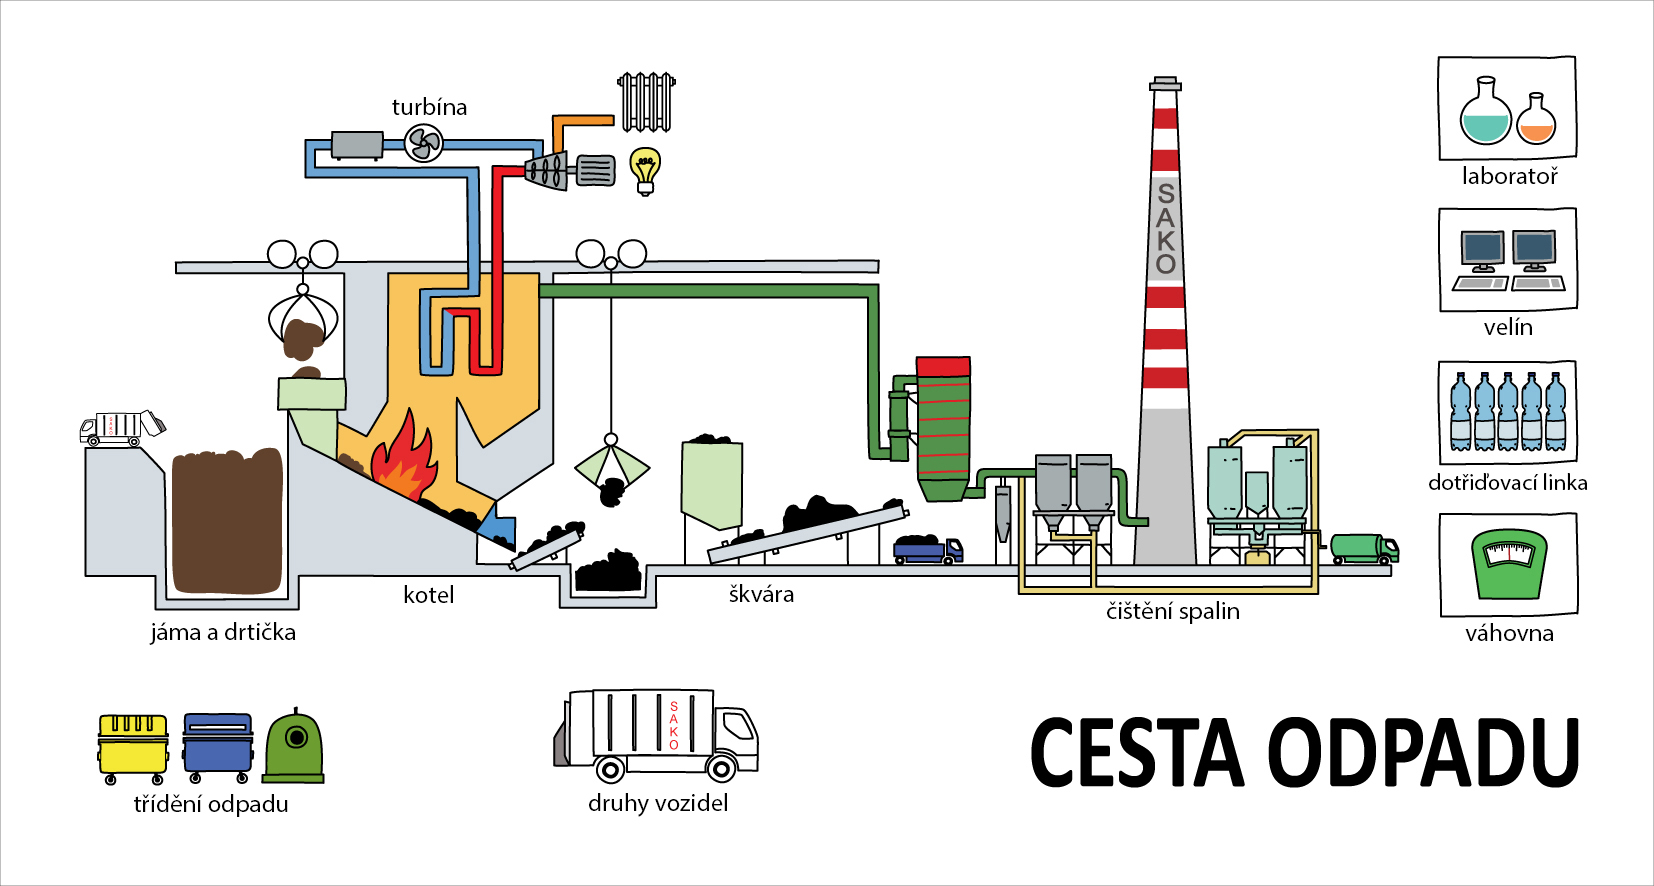 turbína
SAKO
laboratoř
velín
dotřiďovací linka
SAKO
kotel
škvára
čištění spalin
jáma a drtička
váhovna
SAKO
třídění odpadu
druhy vozidel
CESTA ODPADU